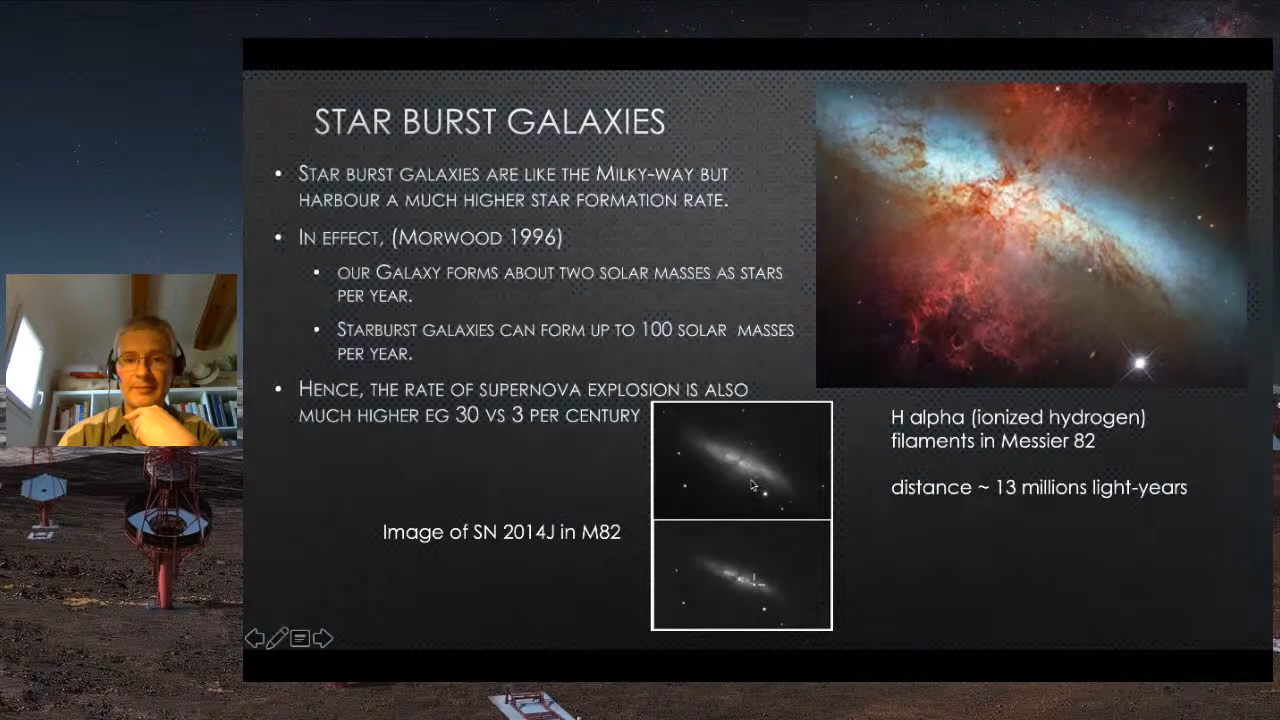 STAR BURST GALAXIES
• STAR BURST GALAXIES ARE LIKE THE MILKY-WAY BUT
HARBOUR A MUCH HIGHER STAR FORMATION RATE.
• IN EFFECT, (MORWOOD 1996)
• OUR GALAXY FORMS ABOUT TWO SOLAR MASSES AS STARS
PER YEAR.
• STARBURST GALAXIES CAN FORM UP TO 100 SOLAR MASSES
PER YEAR.
• HENCE, THE RATE OF SUPERNOVA EXPLOSION IS ALSO
MUCH HIGHER EG 30 VS 3 PER CENTURY
Image of SN 2014J in M82
H alpha (ionized hydrogen)
filaments in Messier 82
distance ~ 13 millions light-years